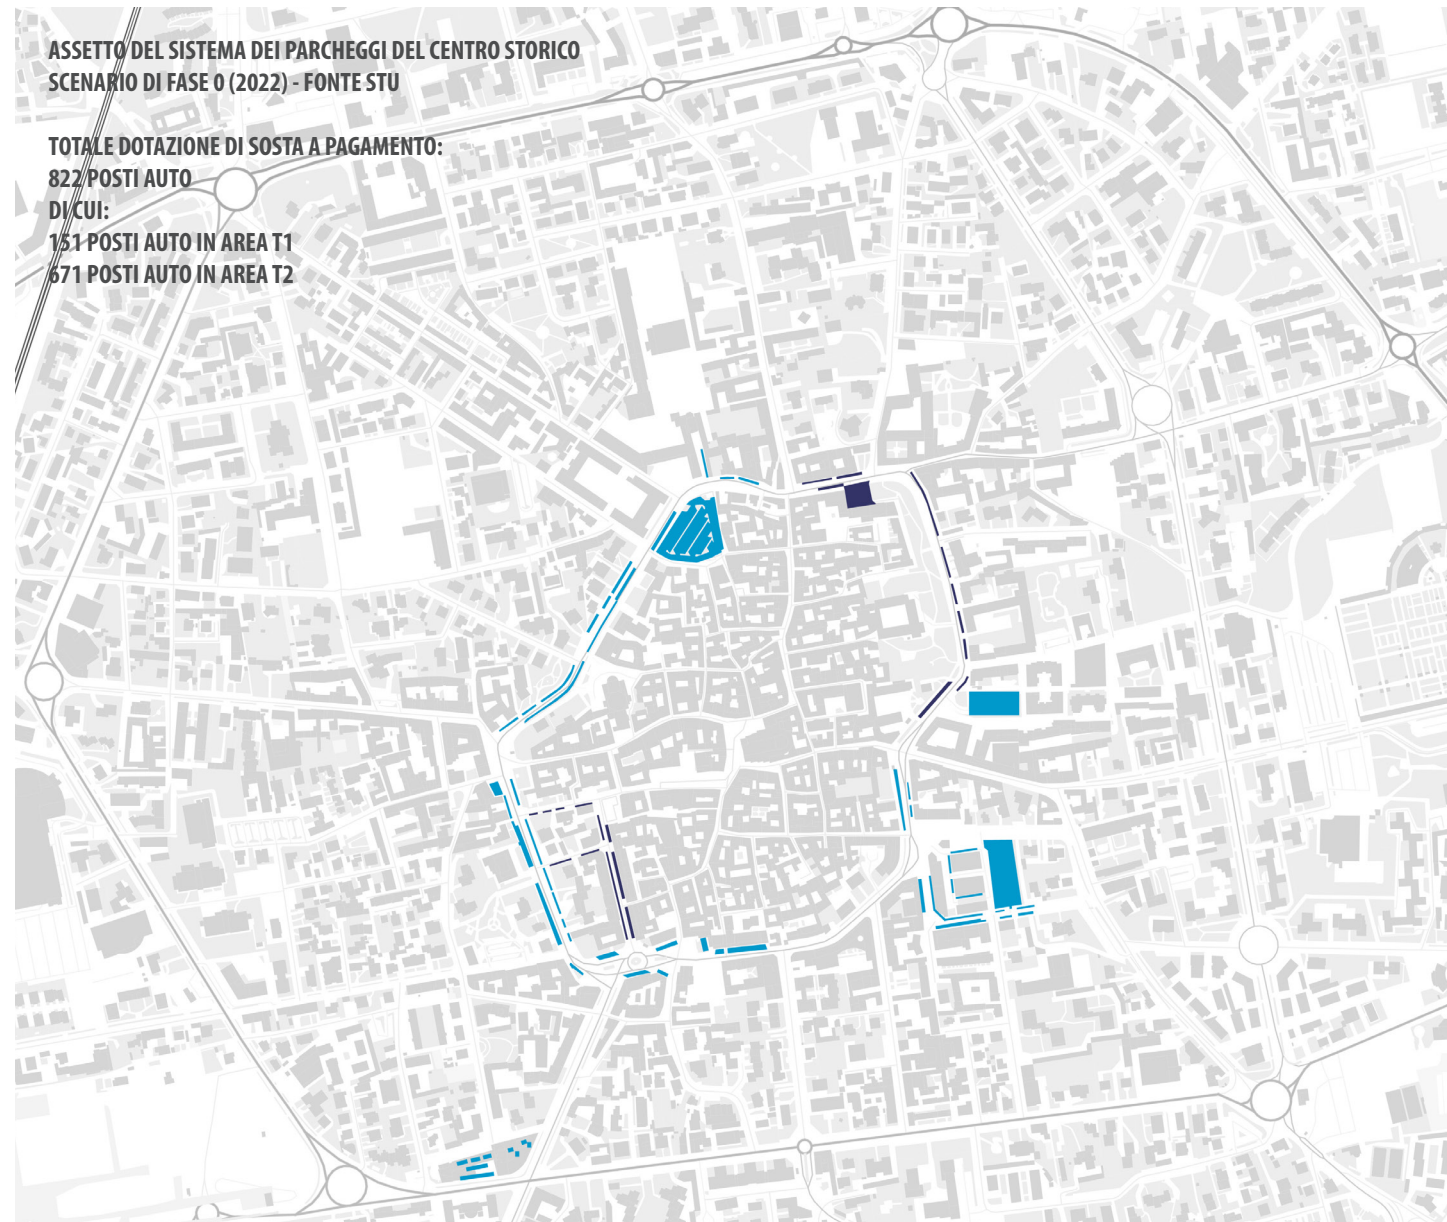 ASSETTO DEL SISTEMA DEI PARCHEGGI DEL CENTRO STORICO
SCENARIO DI FASE 0 (2022) - FONTE STU
TOTALE DOTAZIONE DI SOSTA A PAGAMENTO:
822 POSTI AUTO
DI CUI:
151 POSTI AUTO IN AREA T1
671 POSTI AUTO IN AREA T2